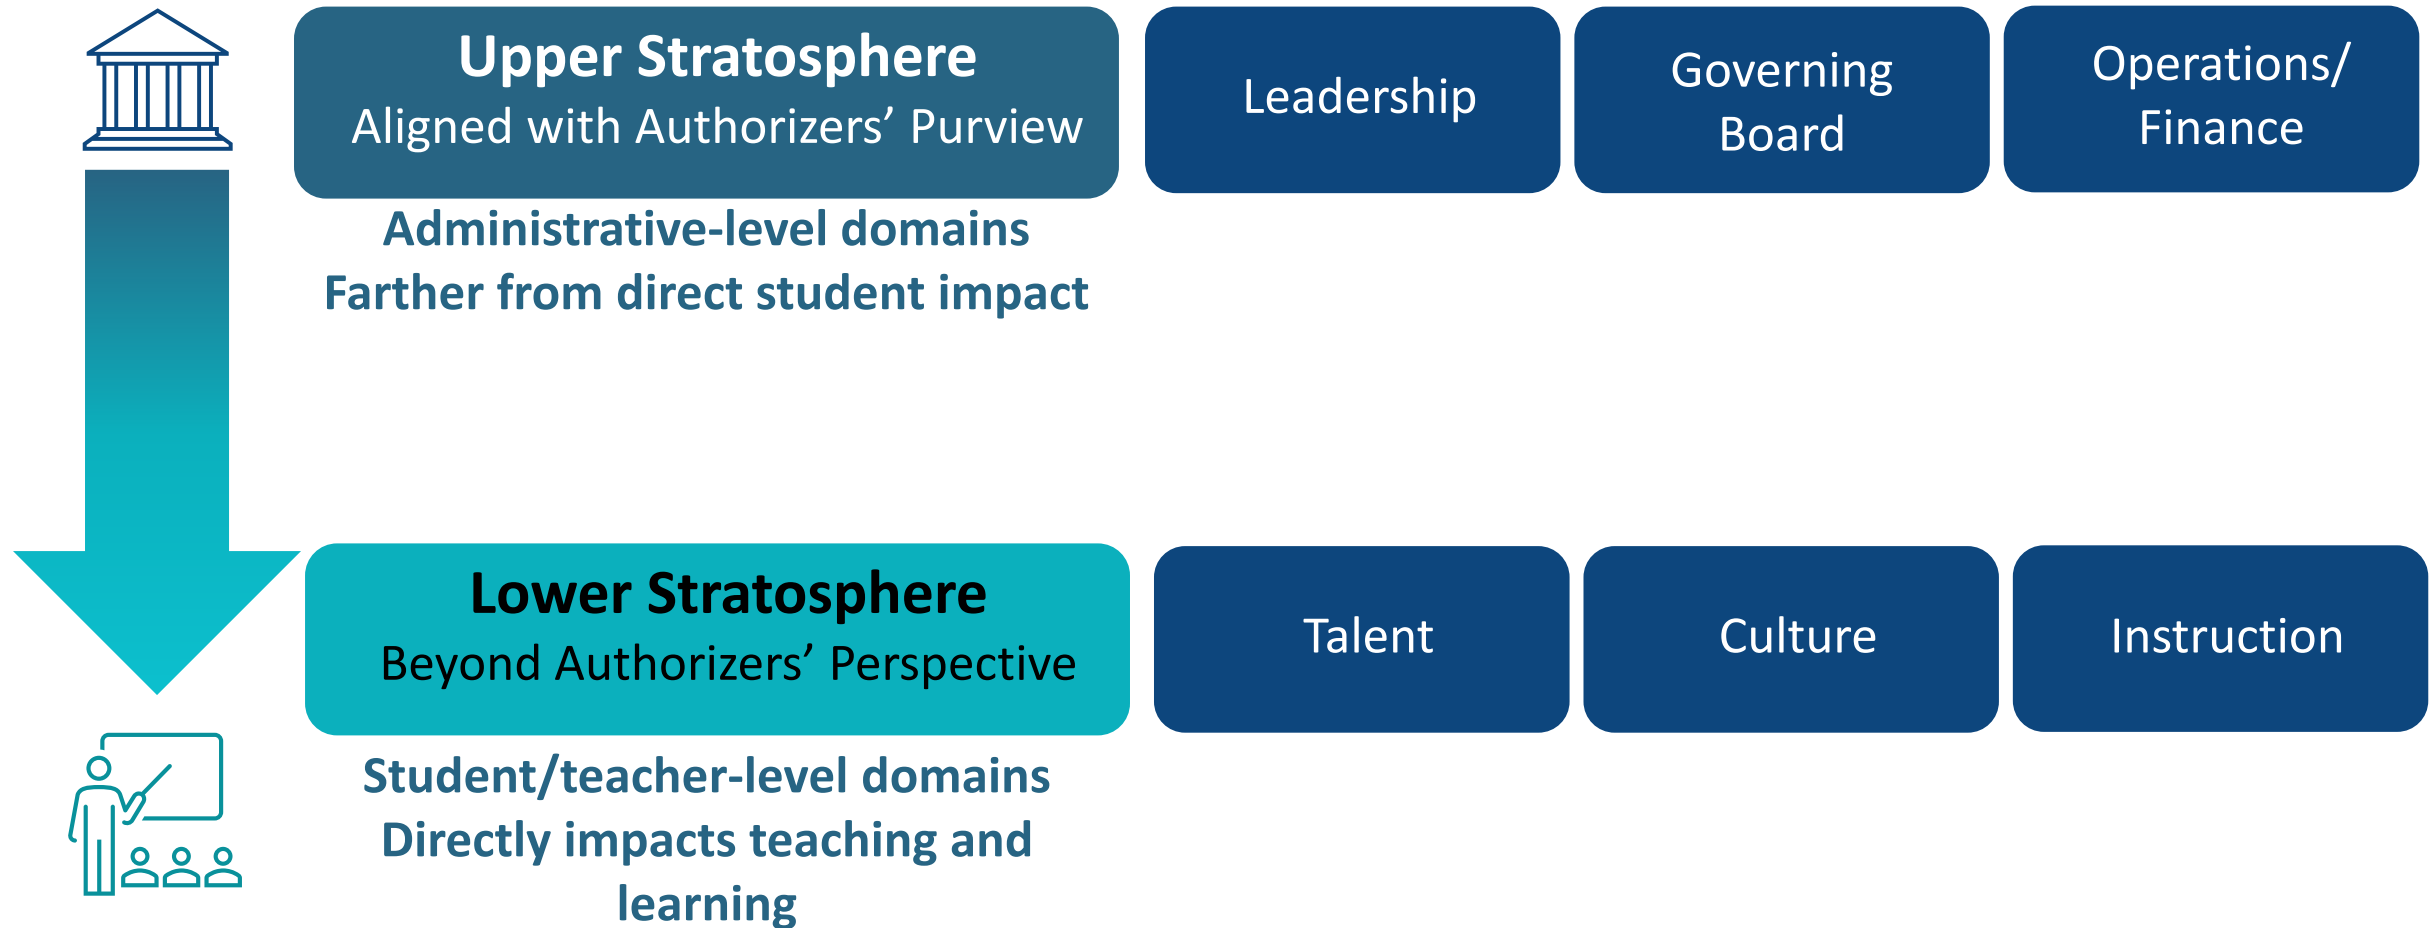 Upper Stratosphere
Aligned with Authorizers’ Purview
Leadership
Governing
Board
Operations/
Finance
Administrative-level domains
Farther from direct student impact
Lower Stratosphere
Beyond Authorizers’ Perspective
Talent
Culture
Instruction
Student/teacher-level domains
Directly impacts teaching and
learning